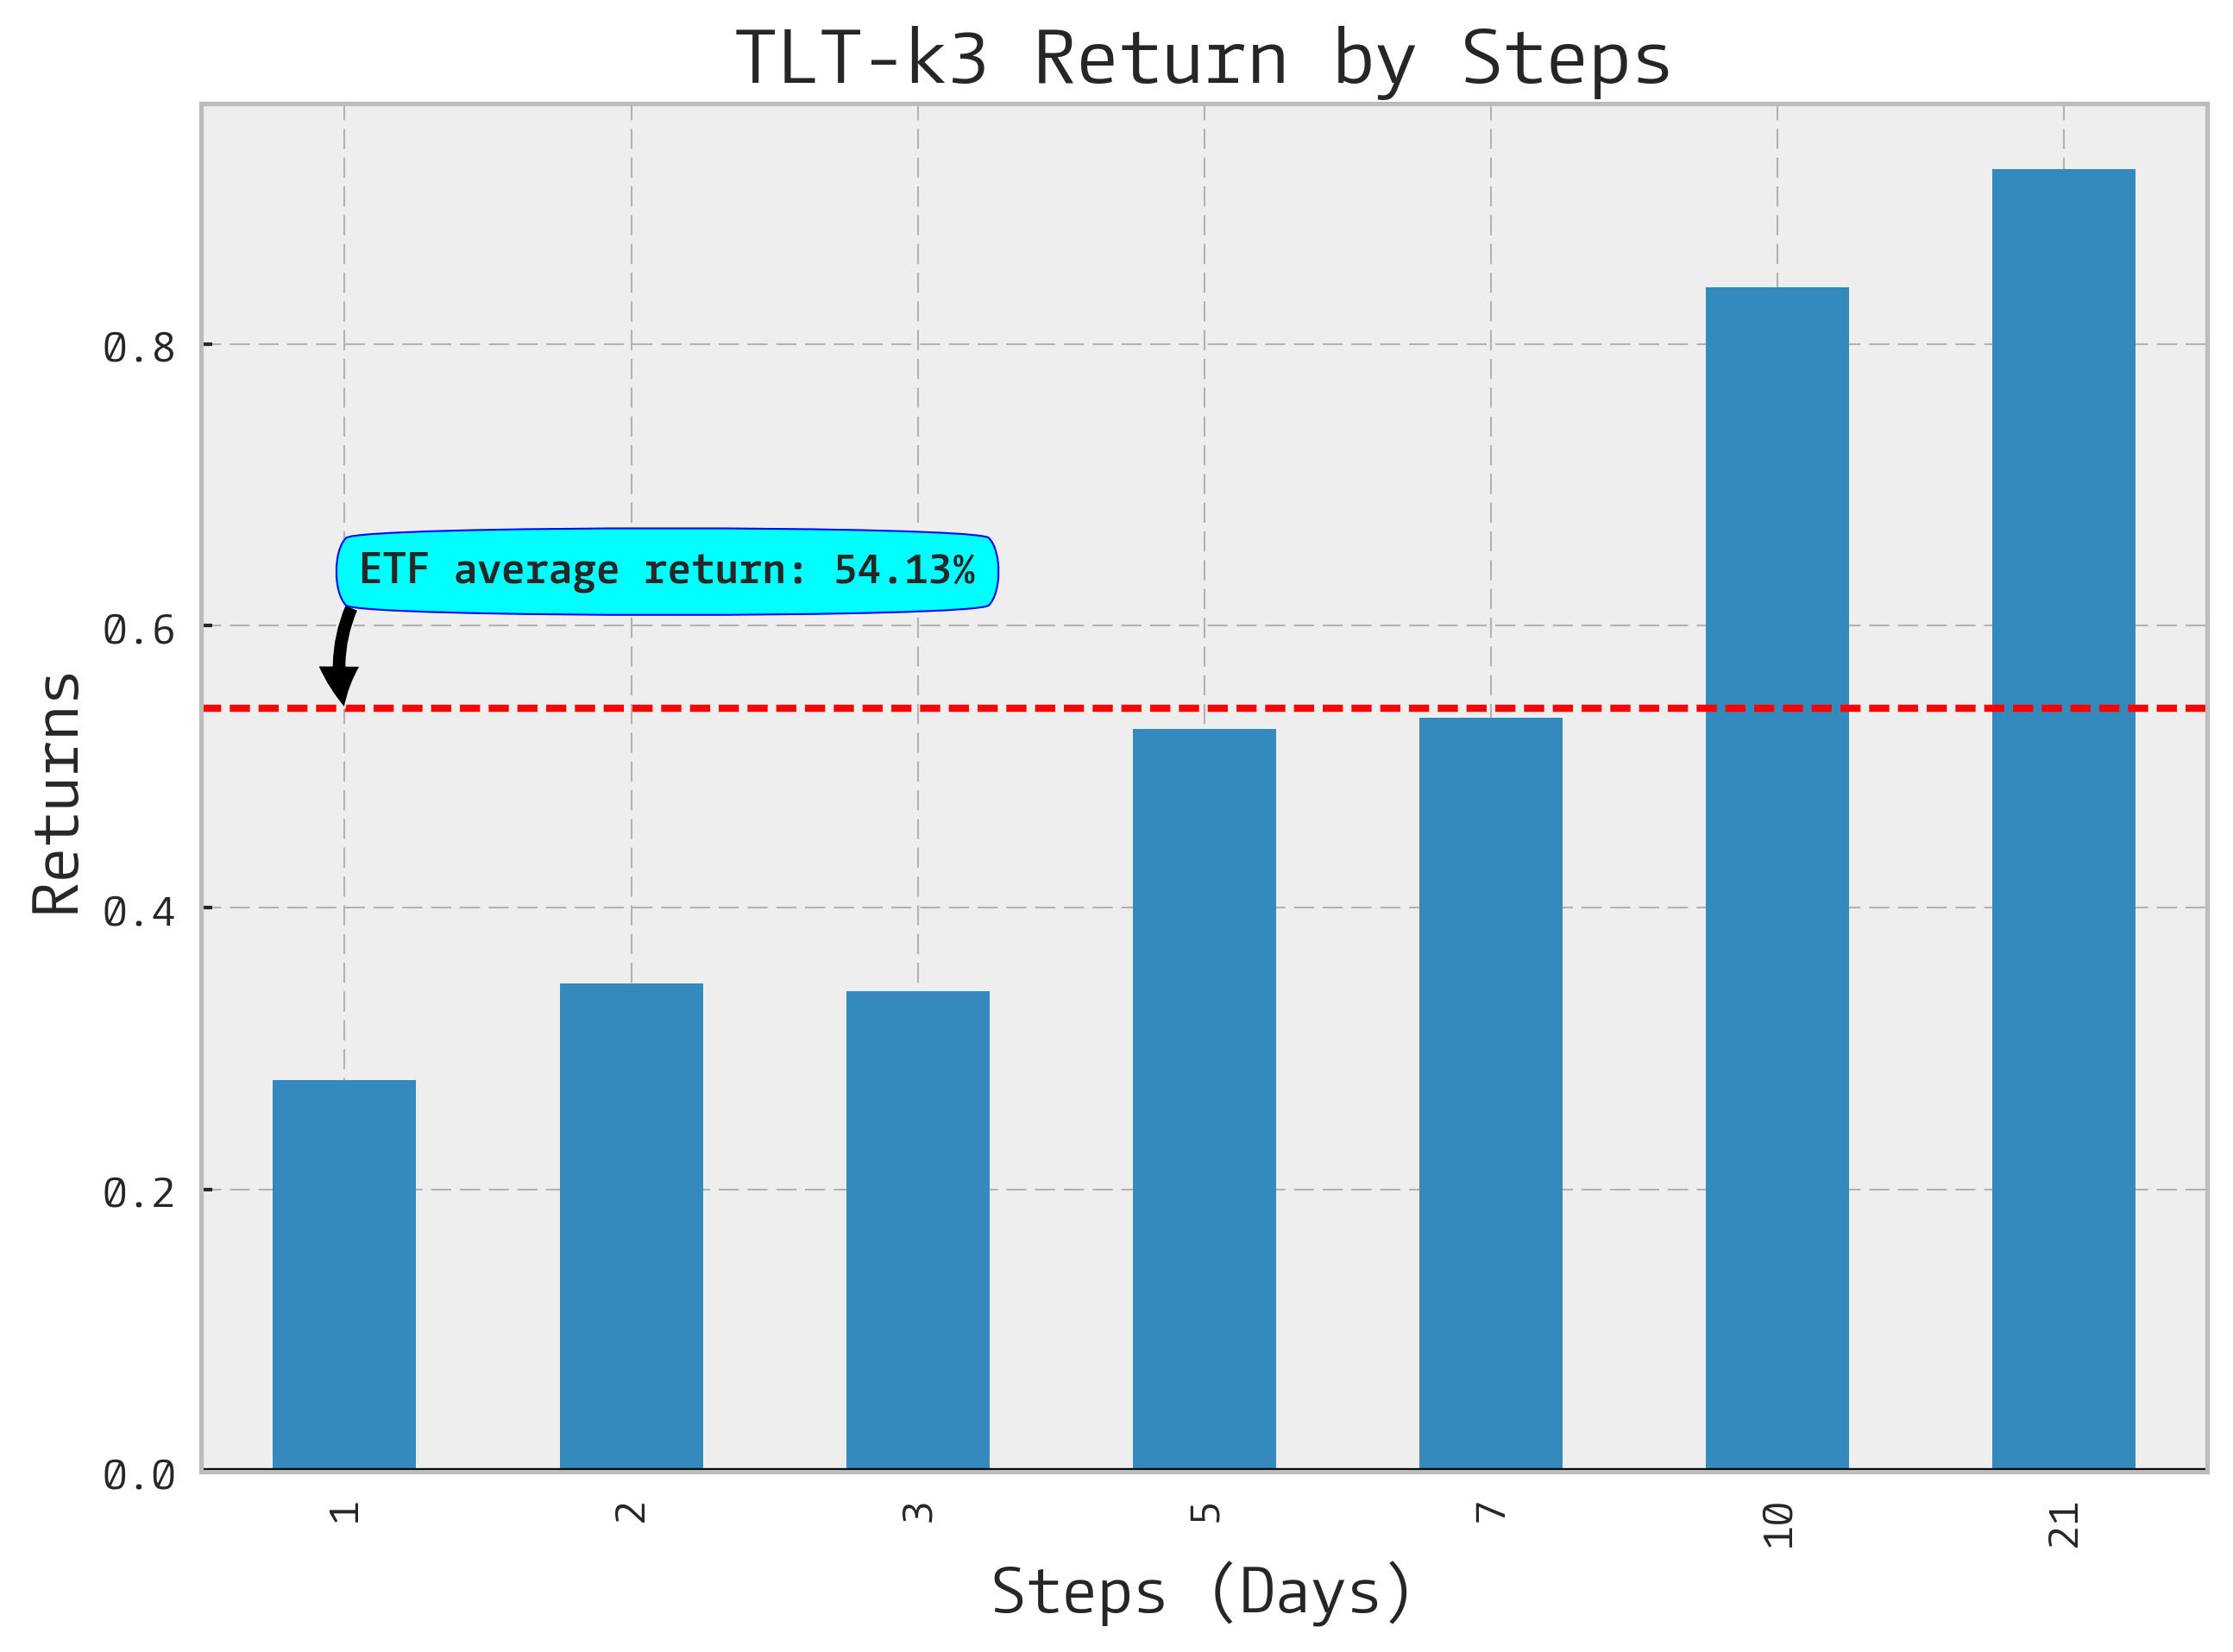 TLT-k3 Return by Steps
Returns
0.8
0.6
0.4
0.2
0.0
ETF average return: 54.13%
1 2 3 5 7 10 21
Steps (Days)